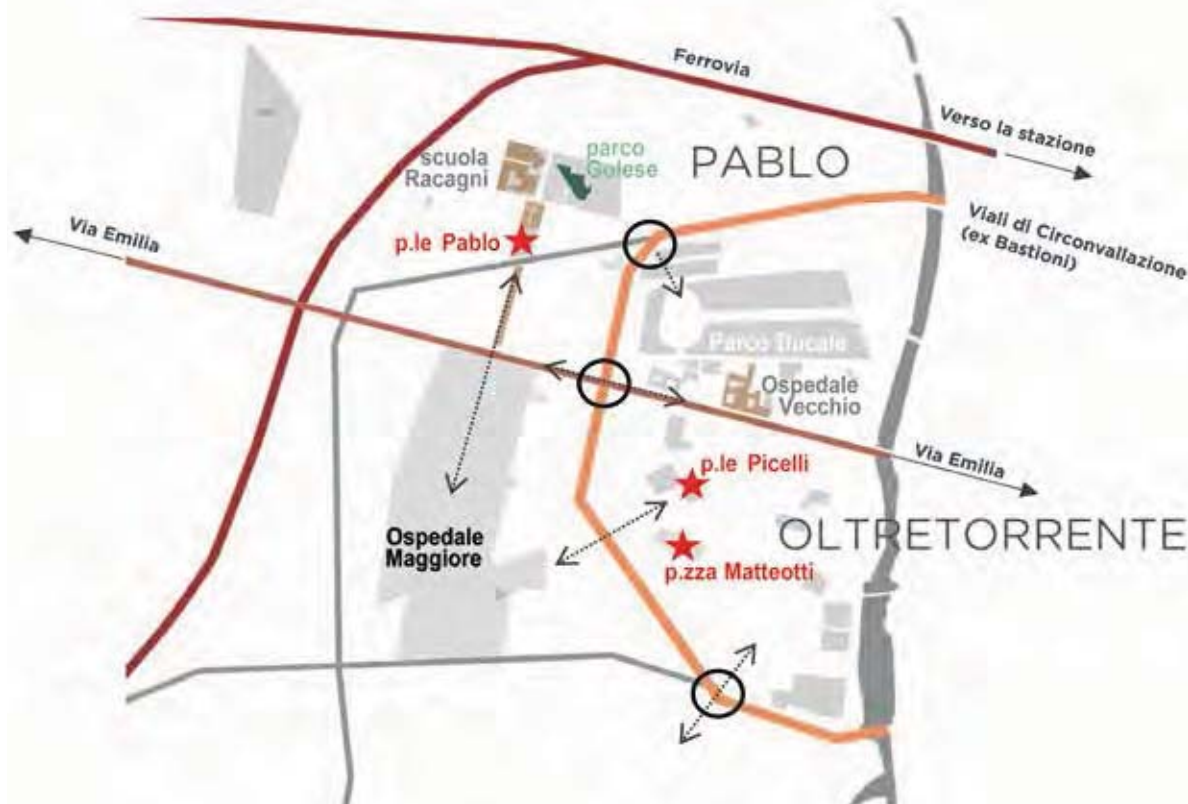 Ferrovia
Verso la stazione
scuola
Racagni
parco
Golese
PABLO
Via Emilia
p.le Pablo
Viali di Circonvallazione
(ex Bastioni)
Parco Ducale
Ospedale
Vecchio
Via Emilia
p.le Picelli
OLTRETORRENTE
Ospedale
Maggiore
p.zza Matteotti